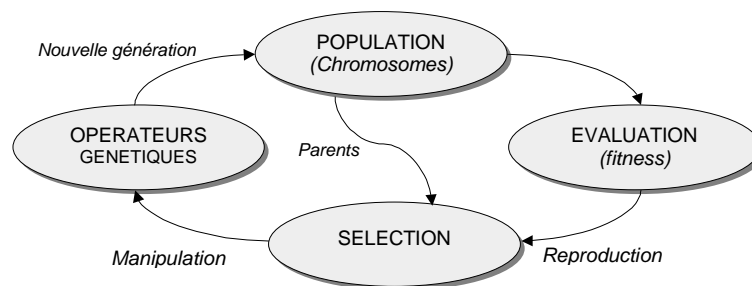 Nouvelle génération
POPULATION
(Chromosomes)
OPERATEURS
GENETIQUES
Parents
EVALUATION
(fitness)
SELECTION
Manipulation
Reproduction